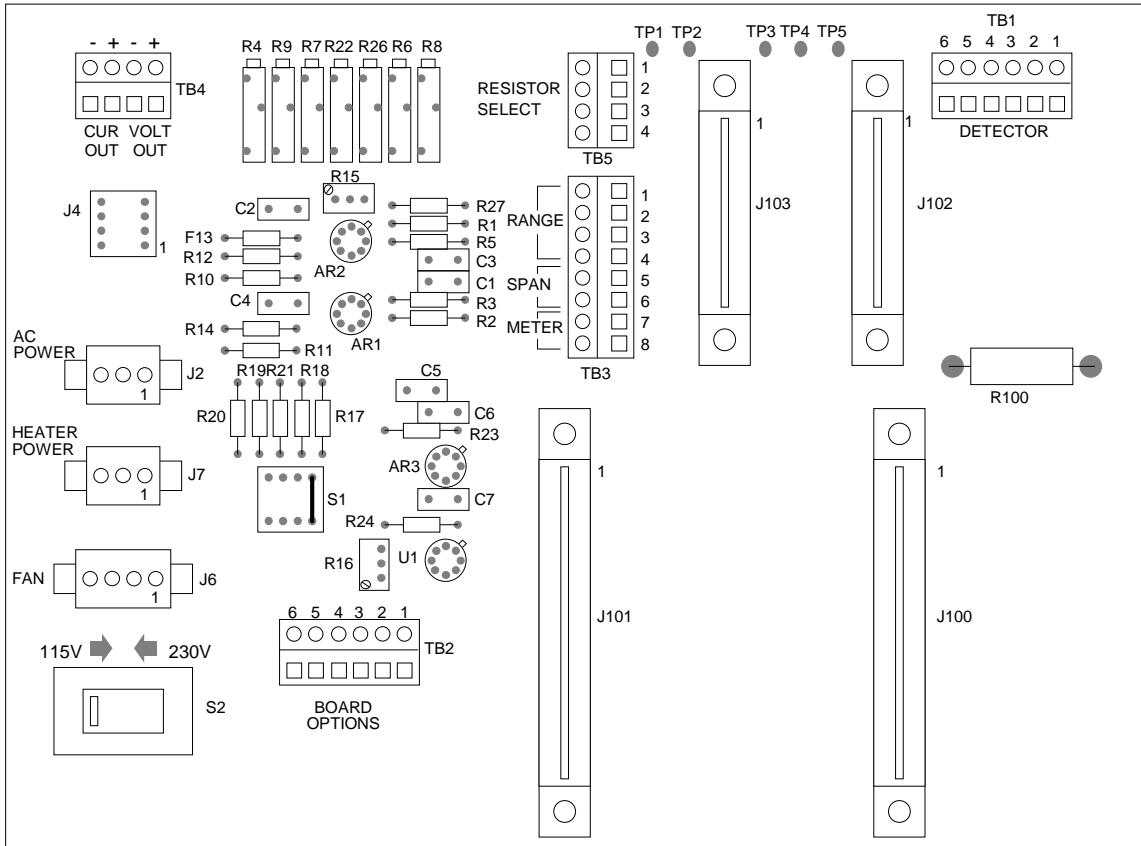 - + - +
TB4
CUR VOLT
OUT OUT
R4 R9 R7 R22 R26 R6 R8
RESISTOR
SELECT
1
2
3
4
TB5
TP1 TP2 TP3 TP4 TP5
TB1
6 5 4 3 2 1
DETECTOR
J4
1
C2
R15
F13
R12
R10
AR2
C4
R14
R11
AR1
R27
R1
R5
C3
C1
R3
R2
RANGE
SPAN
METER
1
2
3
4
5
6
7
8
TB3
1
J103
1
J102
R100
AC
POWER
J2
1
HEATER
POWER
J7
1
FAN
J6
1
R19 R21 R18
R20
R17
S1
C5
C6
R23
AR3
C7
R24
R16
U1
115V 230V
S2
6 5 4 3 2 1
TB2
BOARD
OPTIONS
1
J101
1
J100